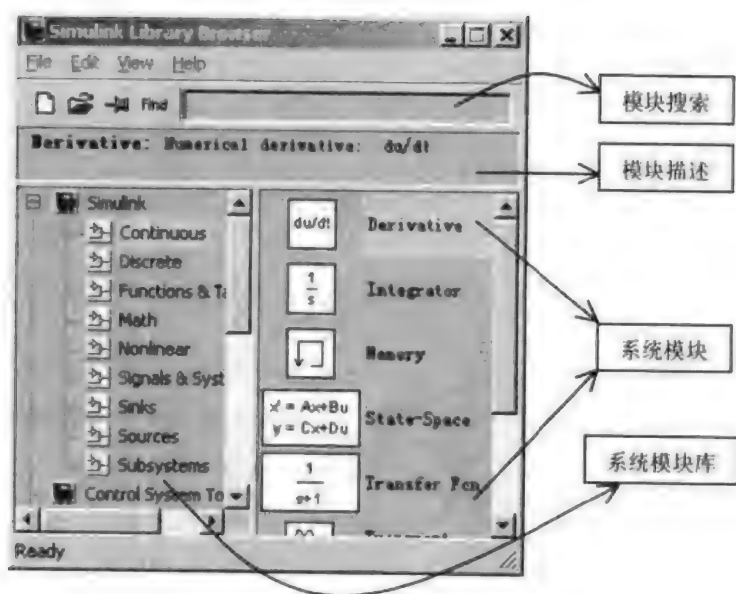 Simulink Library Browser
File Edit View Help
Find
模块搜索
Derivative: Numerical derivative: du/dt
模块描述
Simulink
Continuous
Discrete
Functions & Ta
Math
Nonlinear
Signals & Syst
Sinks
Sources
Subsystems
Control System To
du/dt
Derivative
1
s
Integrator
Memory
x' = Ax+Bu
y = Cx+Du
State-Space
1
s+1
Transfer Fcn
系统模块
系统模块库
Ready